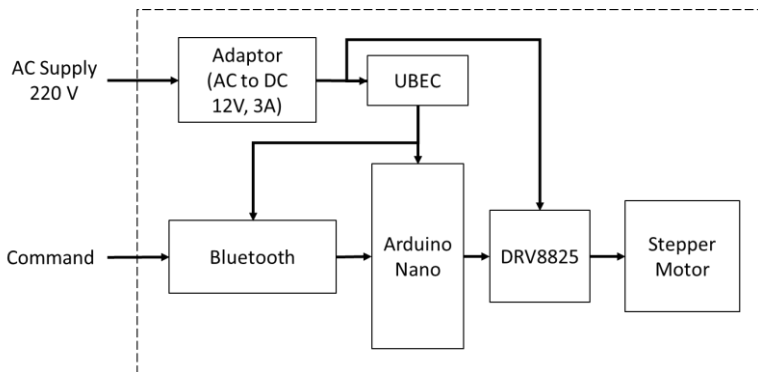 AC Supply
220 V
Adaptor
(AC to DC
12V, 3A)
UBEC
Command
Bluetooth
Arduino
Nano
DRV8825
Stepper
Motor